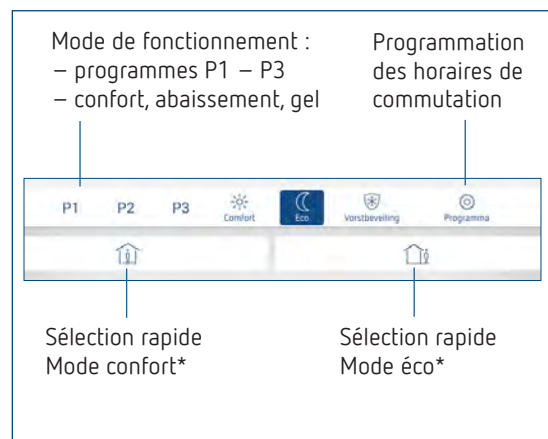 Mode de fonctionnement :
– programmes P1 – P3
– confort, abaissement, gel
Programmation
des horaires de
commutation
P1 P2 P3 Comfort Eco Vorstbeveiling Programma
Sélection rapide
Mode confort*
Sélection rapide
Mode éco*